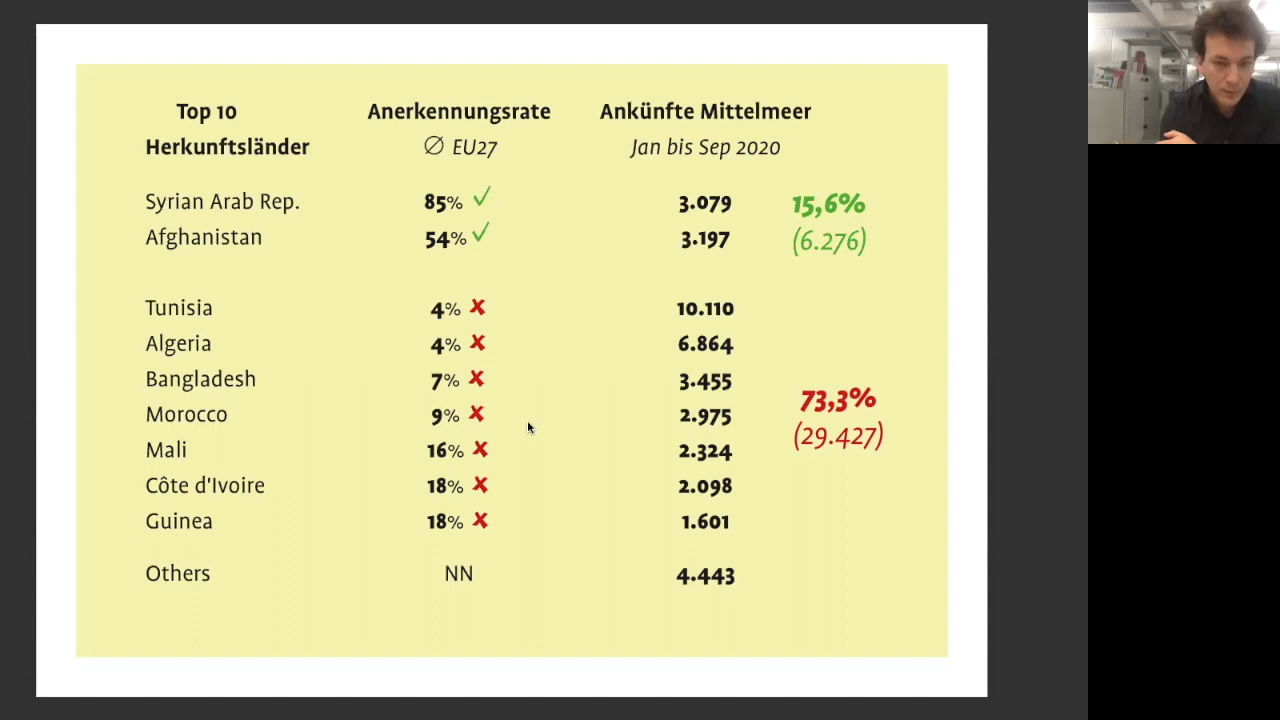 Top 10 Anerkennungsrate Ankünfte Mittelmeer
Herkunftsländer Ø EU27 Jan bis Sep 2020
Syrian Arab Rep. 85% ✓ 3.079 15,6%
Afghanistan 54% ✓ 3.197 (6.276)
Tunisia 4% ✗ 10.110
Algeria 4% ✗ 6.864
Bangladesh 7% ✗ 3.455 73,3%
Morocco 9% ✗ 2.975 (29.427)
Mali 16% ✗ 2.324
Côte d'Ivoire 18% ✗ 2.098
Guinea 18% ✗ 1.601
Others NN 4.443